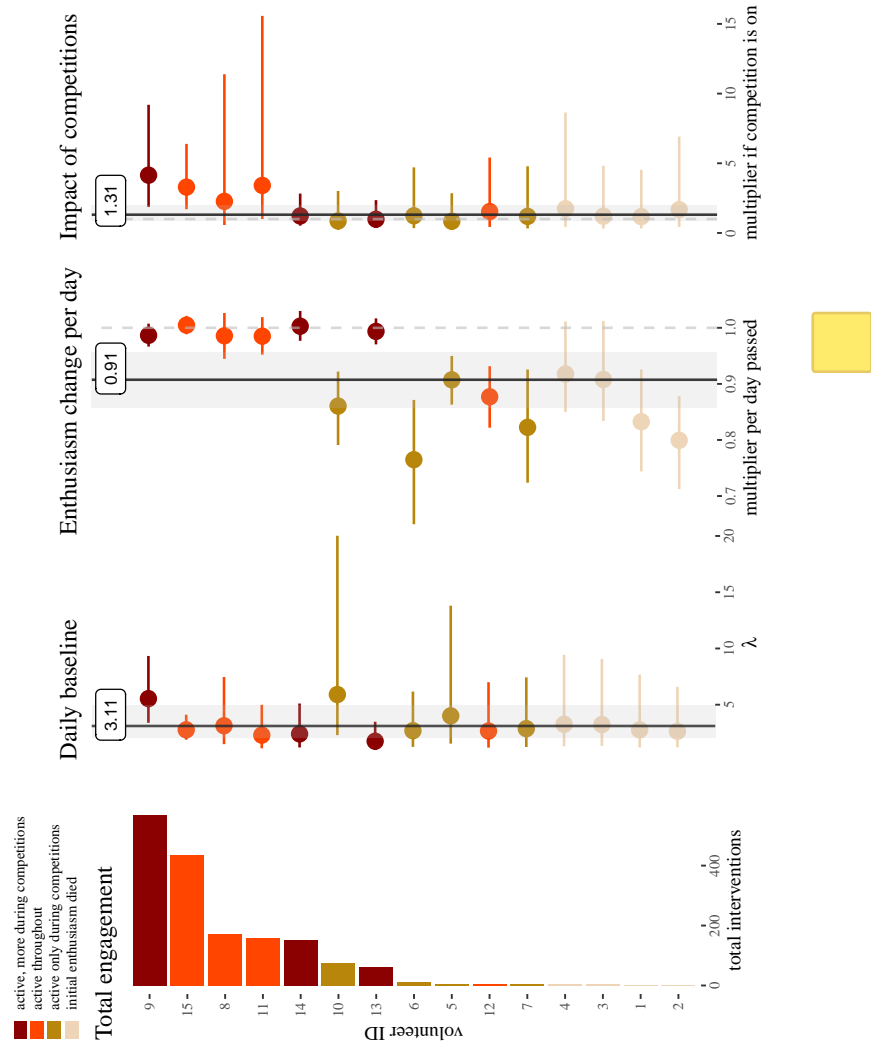 active, more during competitions
active throughout
active only during competitions
initial enthusiasm died
Total engagement
volunteer ID
9
15
8
11
14
10
13
6
5
12
7
4
3
1
2
0
200
400
total interventions
Daily baseline
3.11
5
10
15
20
λ
Enthusiasm change per day
0.91
0.7
0.8
0.9
1.0
multiplier per day passed
Impact of competitions
1.31
0
5
10
15
multiplier if competition is on